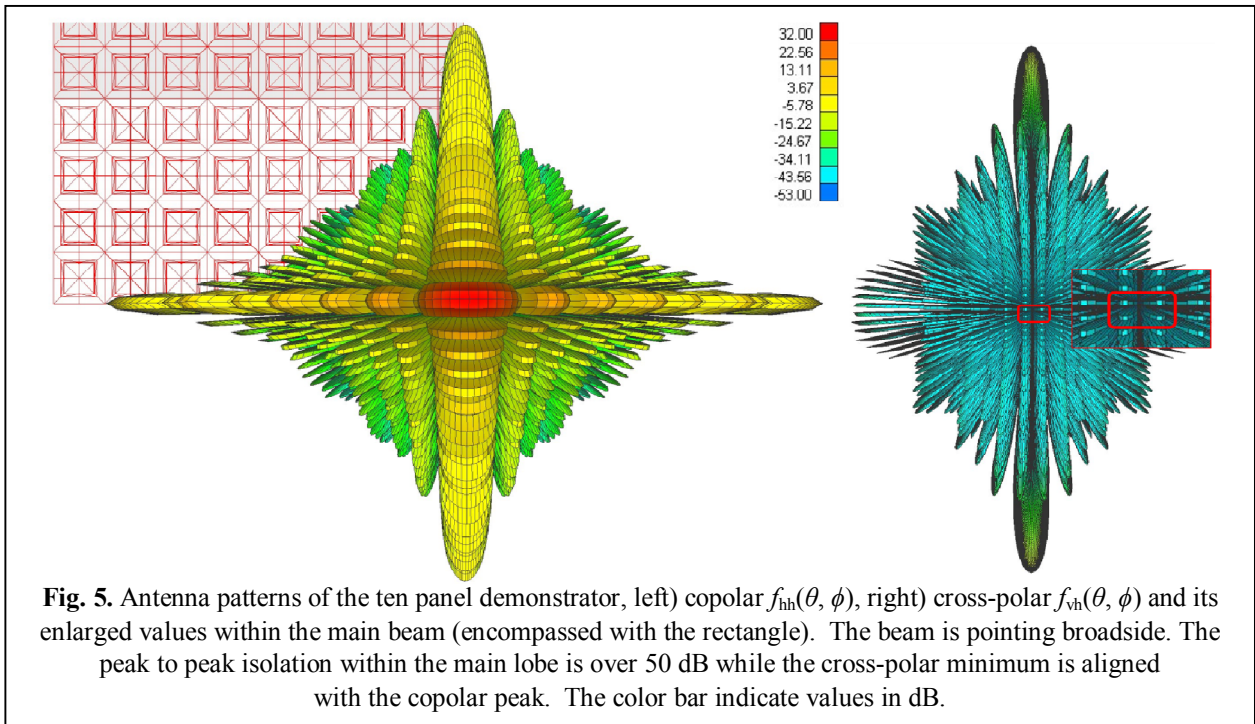 32.00
22.56
13.11
3.67
-5.78
-15.22
-24.67
-34.11
-43.56
-53.00
Fig. 5. Antenna patterns of the ten panel demonstrator, left) copolar fhh(θ, ϕ), right) cross-polar fvh(θ, ϕ) and its
enlarged values within the main beam (encompassed with the rectangle). The beam is pointing broadside. The
peak to peak isolation within the main lobe is over 50 dB while the cross-polar minimum is aligned
with the copolar peak. The color bar indicate values in dB.